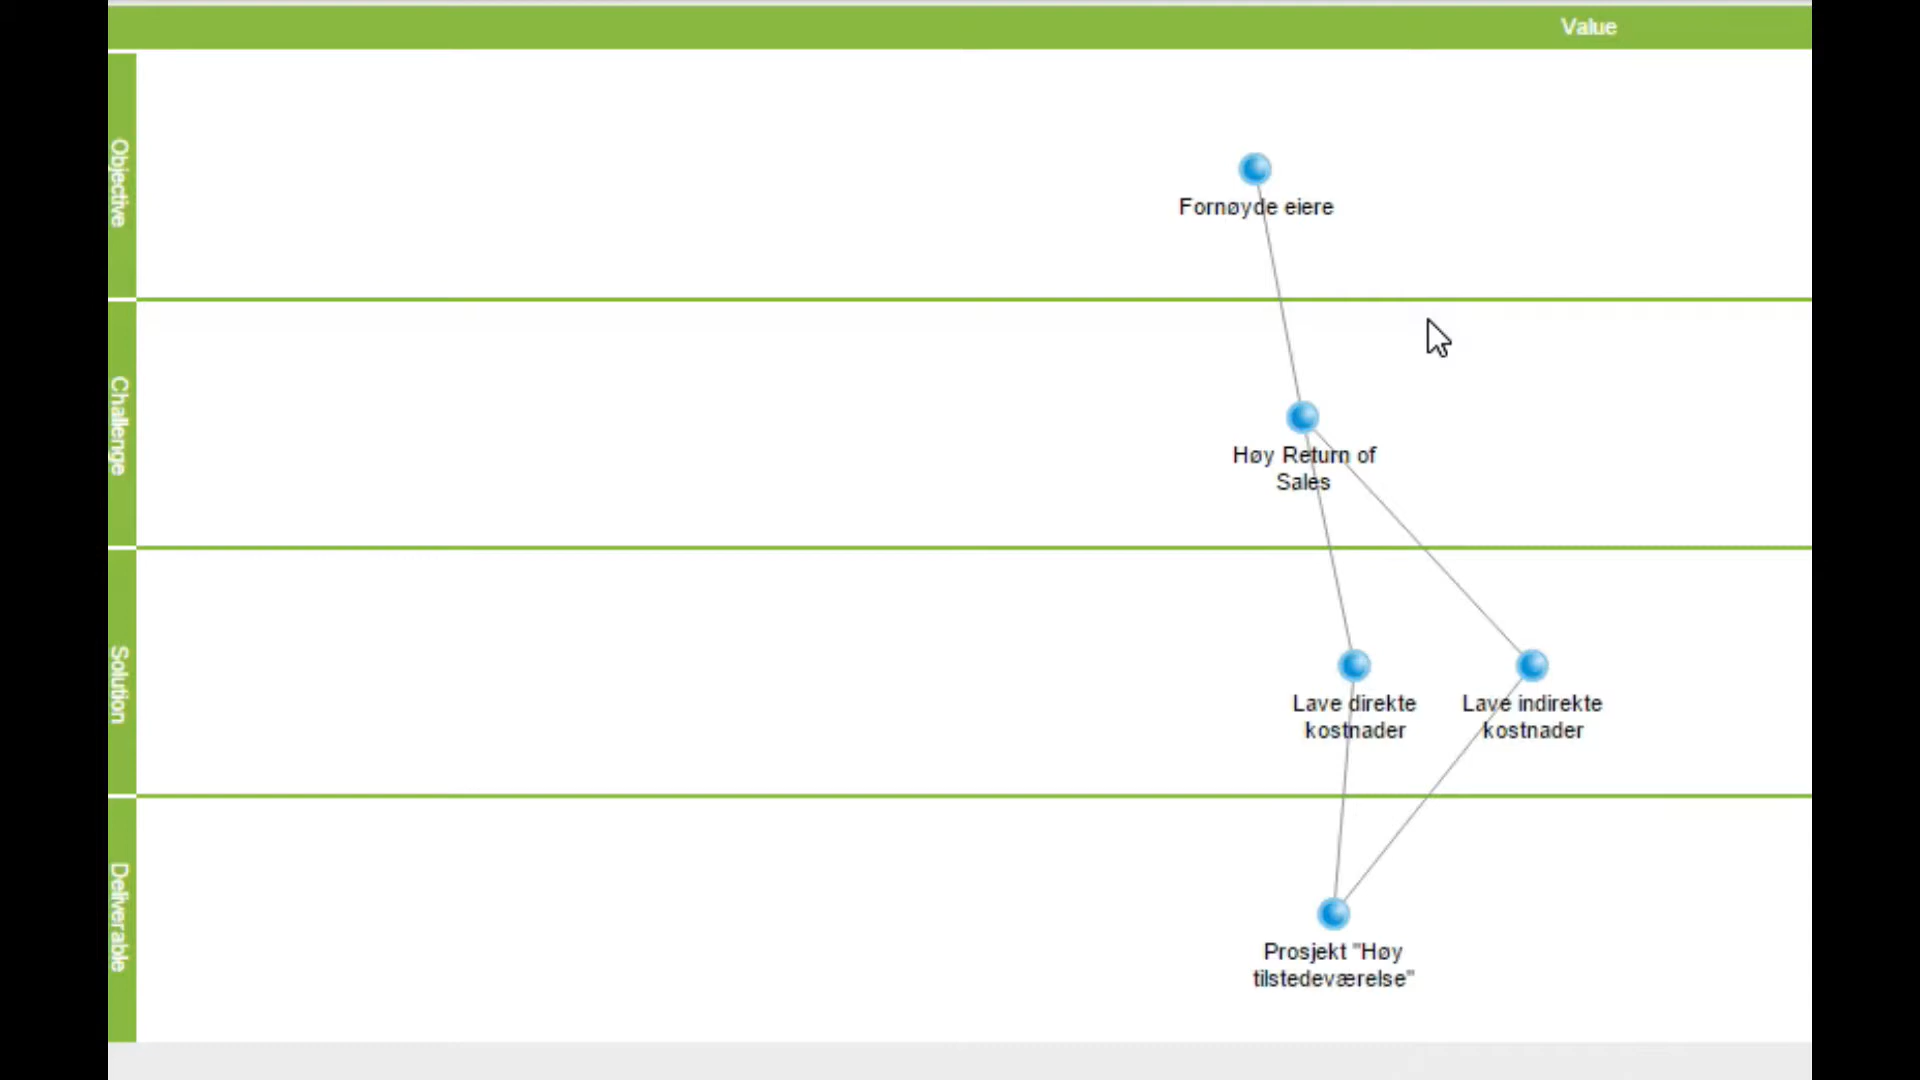 Value
Objective
Fornøyde eiere
Challenge
Høy Return of
Sales
Solution
Lave direkte
kostnader
Lave indirekte
kostnader
Deliverable
Prosjekt "Høy
tilstedeværelse"